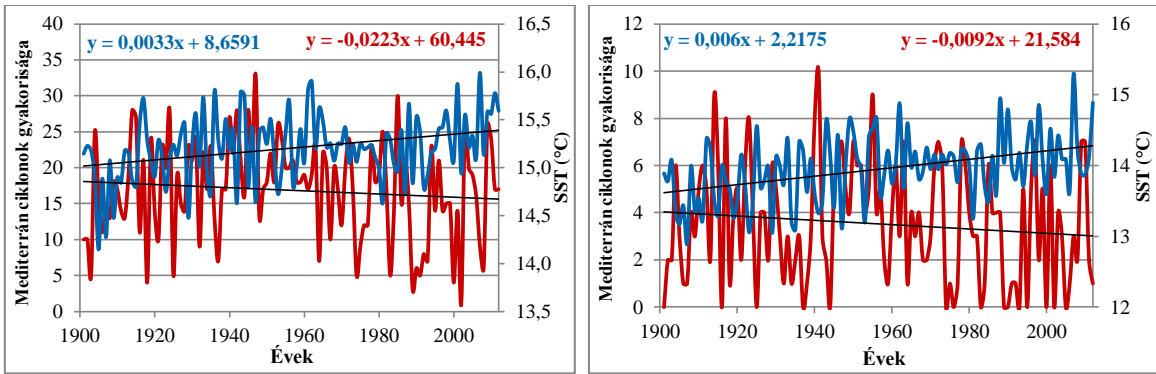 y = 0,0033x + 8,6591
y = -0,0223x + 60,445
Mediterrán ciklonok gyakorisága
40
35
30
25
20
15
10
5
0
16,5
16,0
15,5
15,0
14,5
14,0
13,5
SST (°C)
1900 1920 1940 1960 1980 2000
Évek
y = 0,006x + 2,2175
y = -0,0092x + 21,584
Mediterrán ciklonok gyakorisága
12
10
8
6
4
2
0
16
15
14
13
12
SST (°C)
1900 1920 1940 1960 1980 2000
Évek